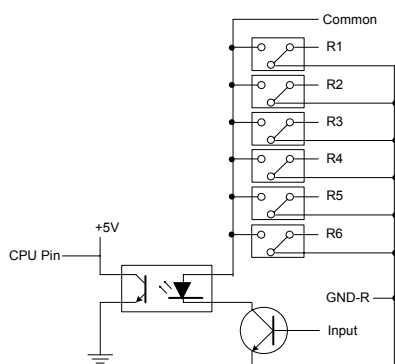 Common
R1
R2
R3
R4
R5
R6
+5V
CPU Pin
GND-R
Input